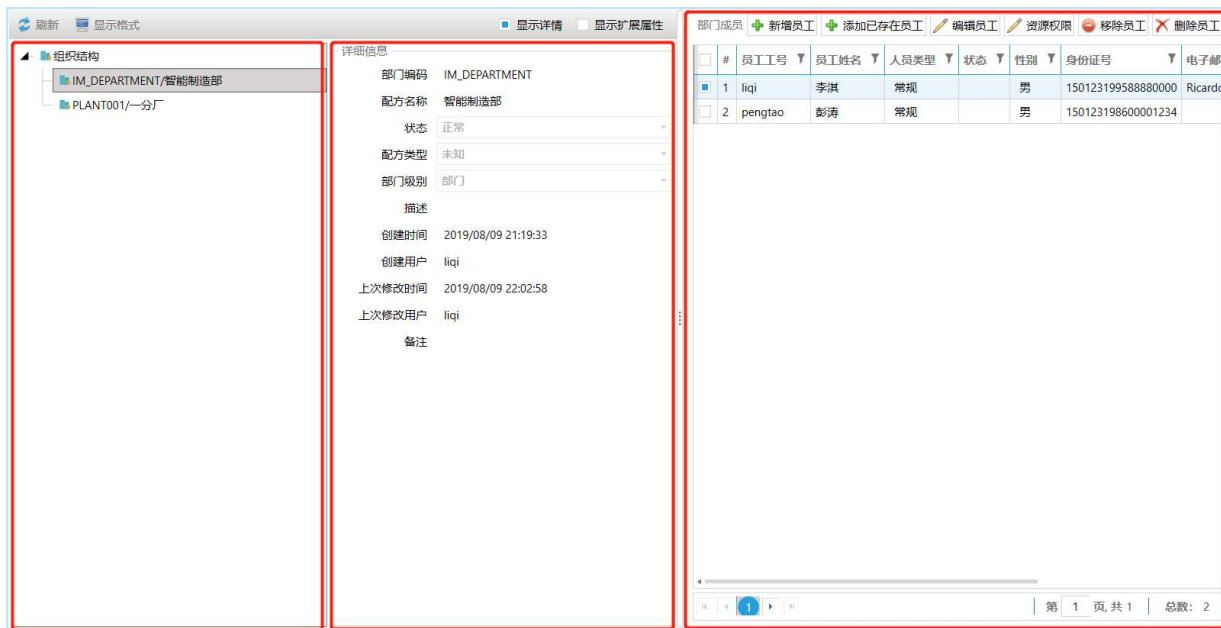 刷新 显示格式 显示详情 显示扩展属性
组织结构
IM_DEPARTMENT/智能制造部
PLANT001/一分厂
详细信息
部门编码 IM_DEPARTMENT
配方名称 智能制造部
状态 正常
配方类型 未知
部门级别 部门
描述
创建时间 2019/08/09 21:19:33
创建用户 liqi
上次修改时间 2019/08/09 22:02:58
上次修改用户 liqi
备注
部门成员 新增员工 添加已存在员工 编辑员工 资源权限 移除员工 删除员工
# 员工工号 员工姓名 人员类型 状态 性别 身份证号 电子邮
1 liqi 李淇 常规 男 150123199588880000 Ricardo
2 pengtao 彭涛 常规 男 150123198600001234
1 第 1 页,共 1 总数: 2